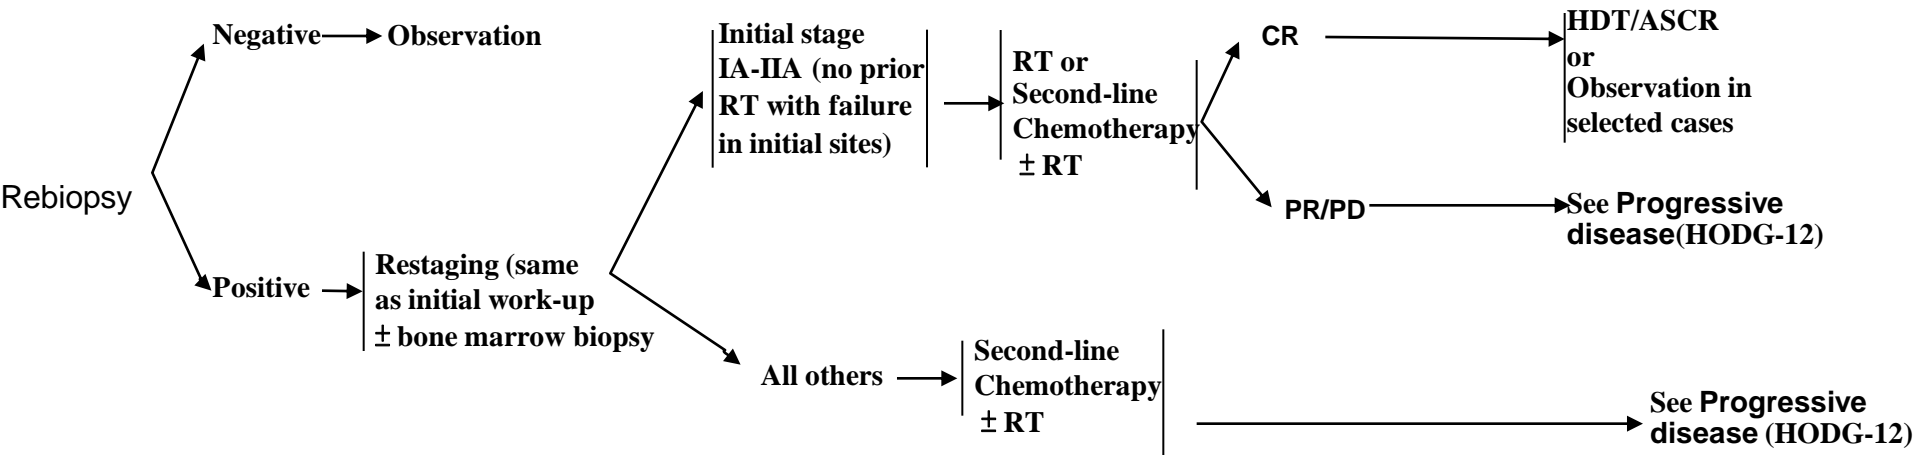 Rebiopsy
Negative
Observation
Positive
Restaging (same
as initial work-up
± bone marrow biopsy
Initial stage
IA-IIA (no prior
RT with failure
in initial sites)
RT or
Second-line
Chemotherapy
± RT
CR
HDT/ASCR
or
Observation in
selected cases
PR/PD
See Progressive
disease(HODG-12)
All others
Second-line
Chemotherapy
± RT
See Progressive
disease (HODG-12)